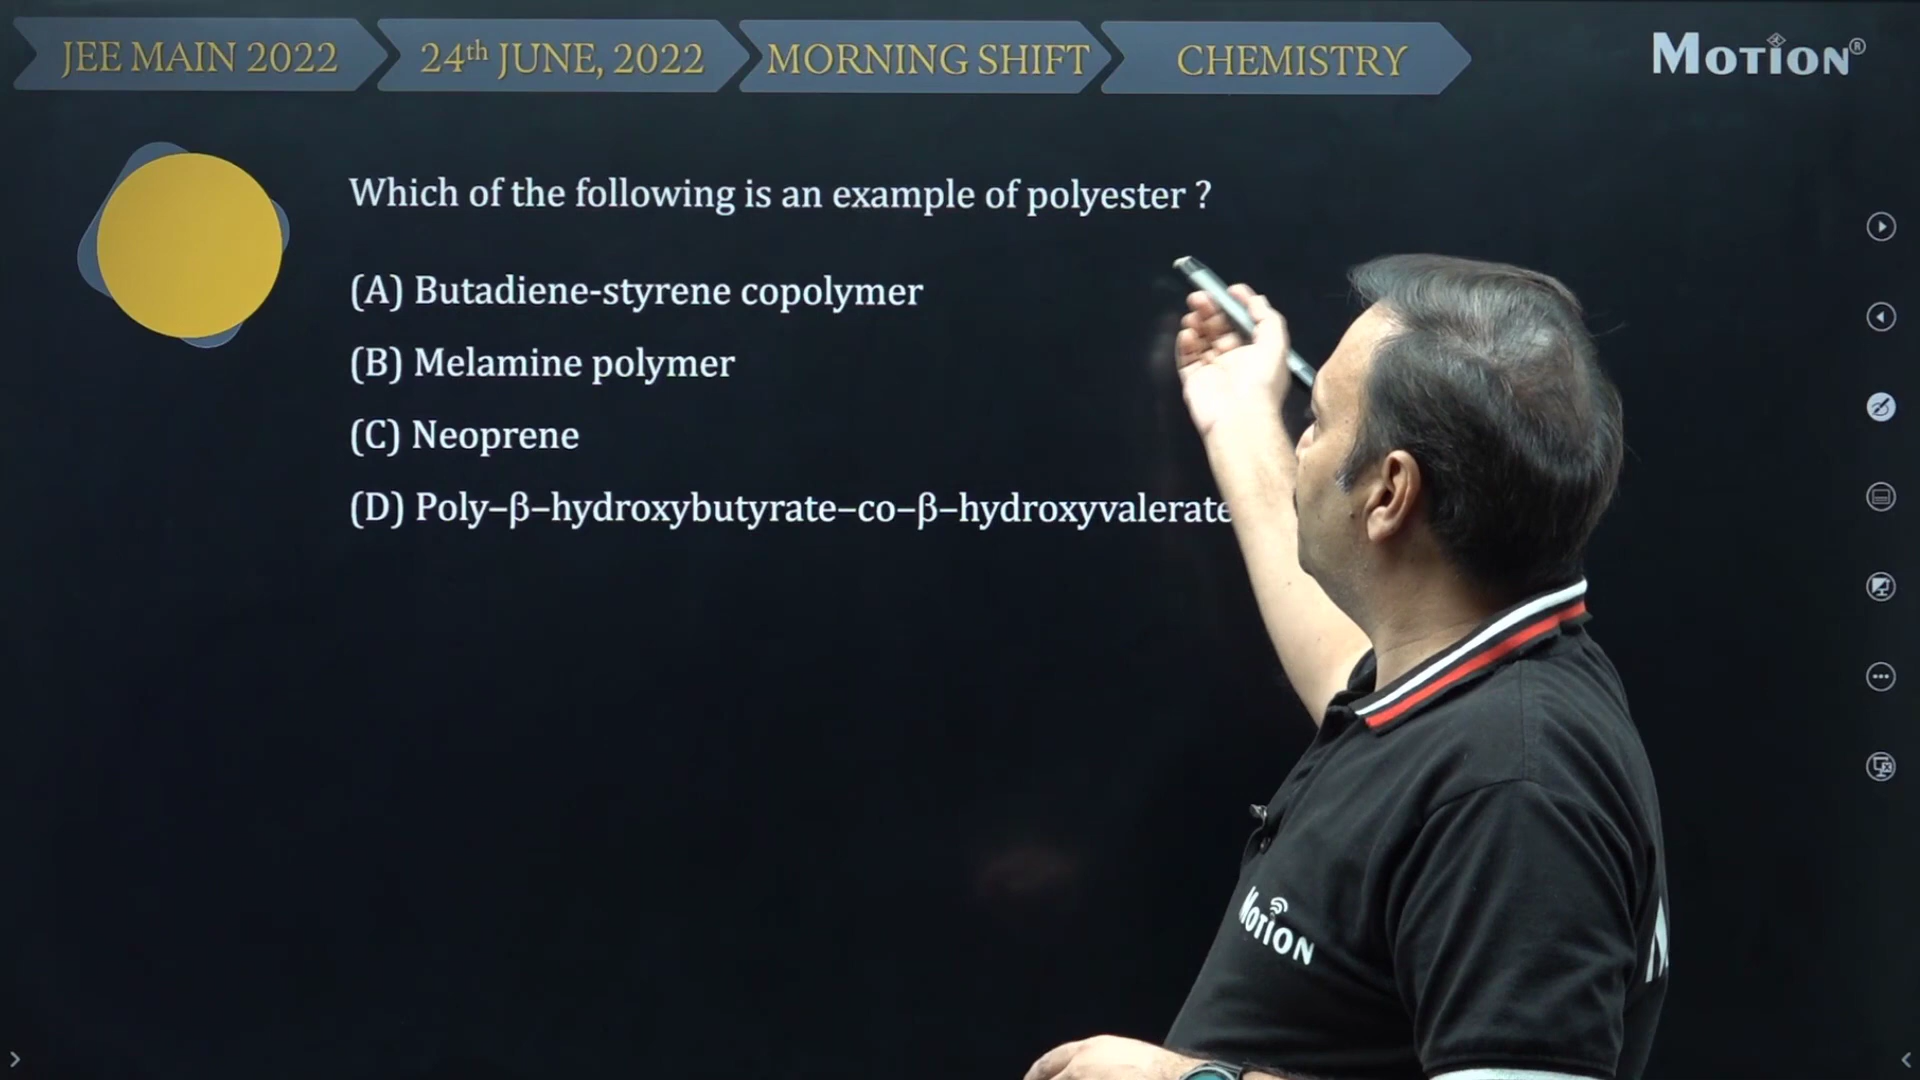 JEE MAIN 2022
24th JUNE, 2022
MORNING SHIFT
CHEMISTRY
MOTION®
Which of the following is an example of polyester ?
(A) Butadiene-styrene copolymer
(B) Melamine polymer
(C) Neoprene
(D) Poly–β–hydroxybutyrate–co–β–hydroxyvalerate
MOTION